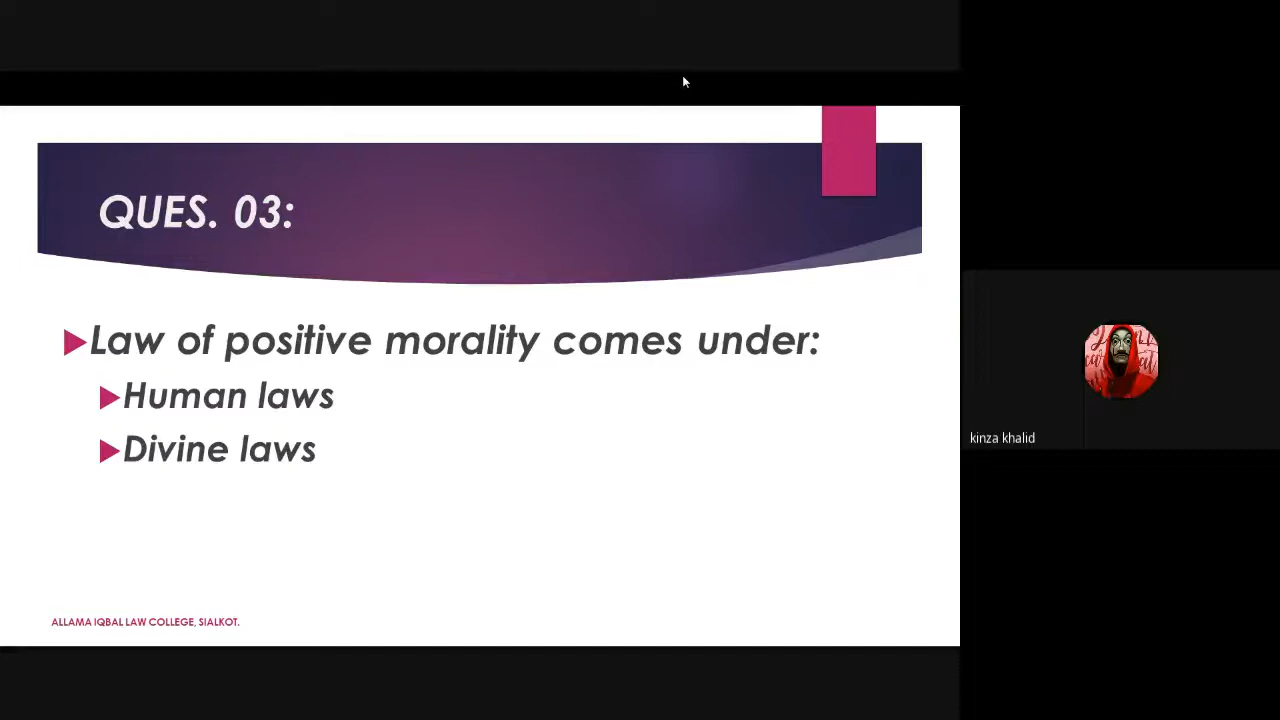 QUES. 03:
Law of positive morality comes under:
Human laws
Divine laws
ALLAMA IQBAL LAW COLLEGE, SIALKOT.
kinza khalid